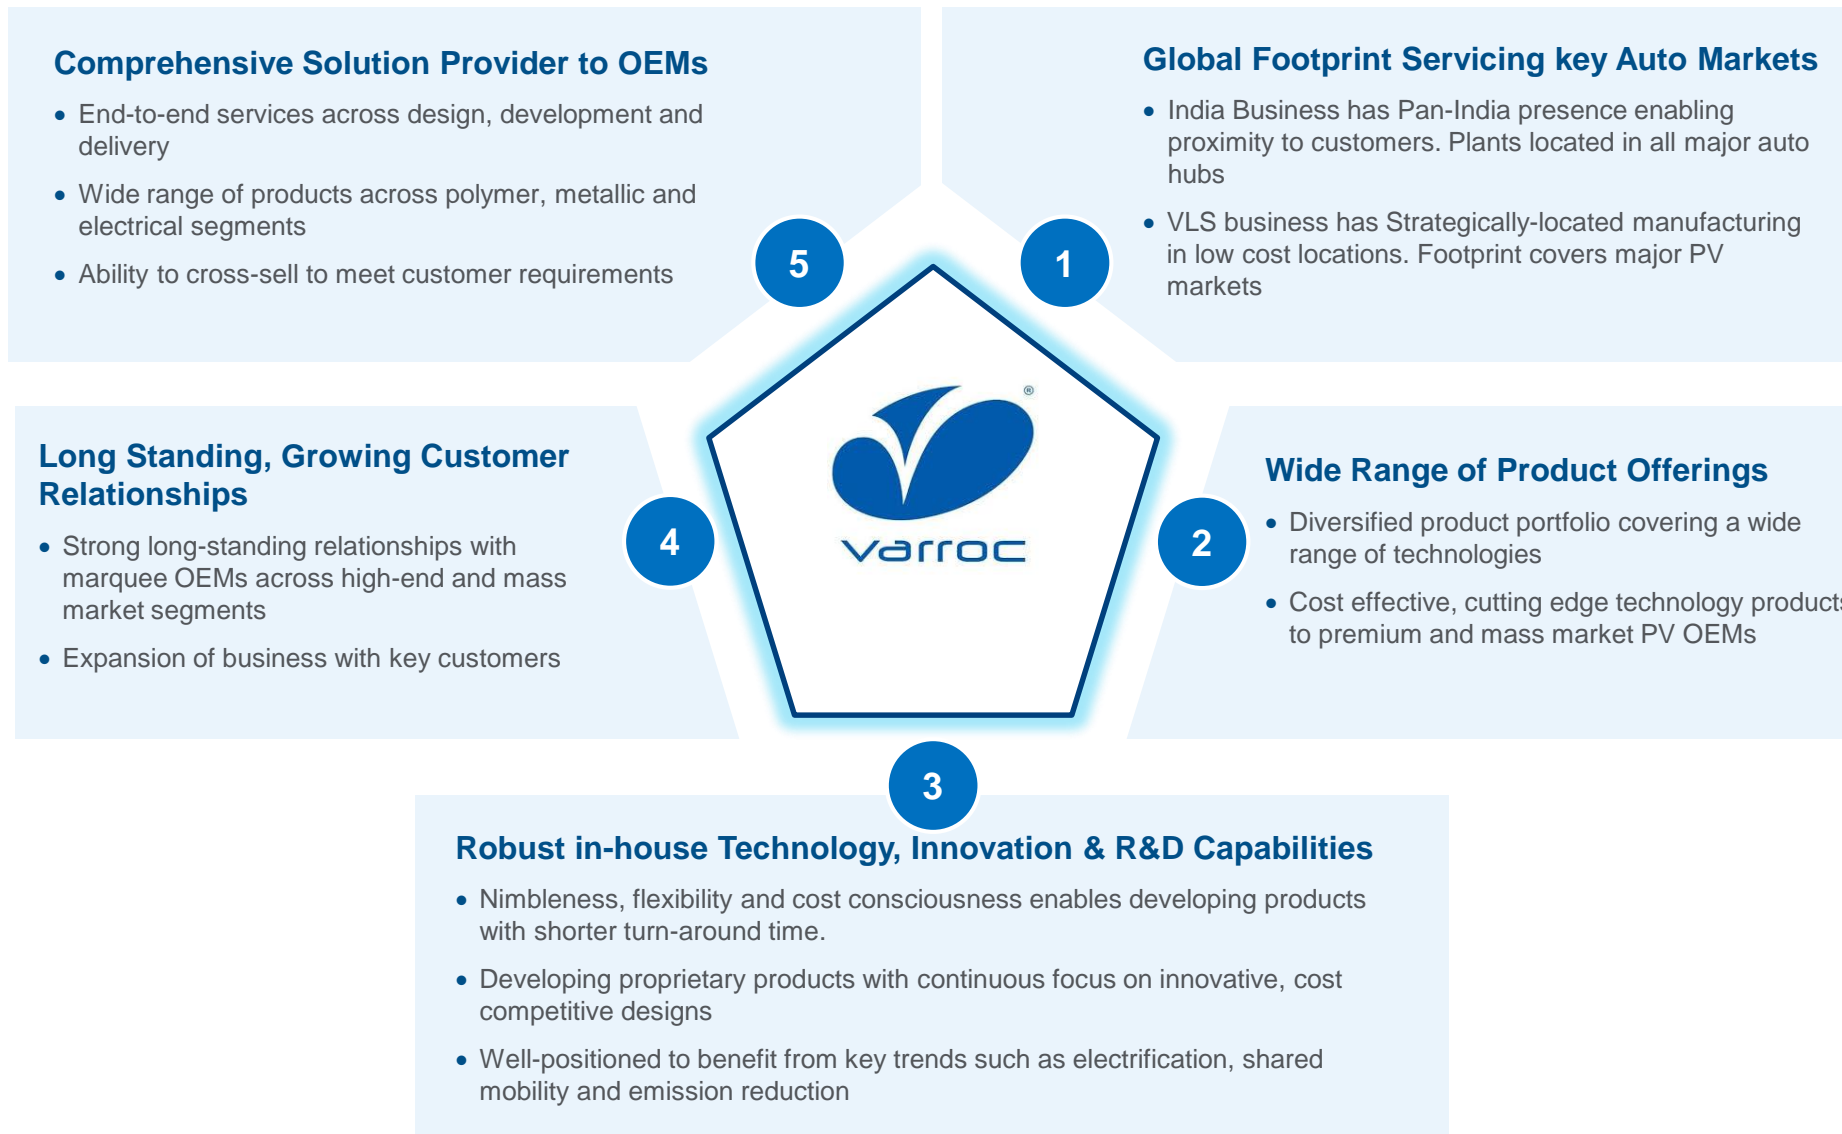 Comprehensive Solution Provider to OEMs
• End-to-end services across design, development and
delivery
• Wide range of products across polymer, metallic and
electrical segments
• Ability to cross-sell to meet customer requirements
5
Global Footprint Servicing key Auto Markets
• India Business has Pan-India presence enabling
proximity to customers. Plants located in all major auto
hubs
• VLS business has Strategically-located manufacturing
in low cost locations. Footprint covers major PV
markets
1
Long Standing, Growing Customer
Relationships
• Strong long-standing relationships with
marquee OEMs across high-end and mass
market segments
• Expansion of business with key customers
4
®
varroc
2
Wide Range of Product Offerings
• Diversified product portfolio covering a wide
range of technologies
• Cost effective, cutting edge technology products
to premium and mass market PV OEMs
3
Robust in-house Technology, Innovation & R&D Capabilities
• Nimbleness, flexibility and cost consciousness enables developing products
with shorter turn-around time.
• Developing proprietary products with continuous focus on innovative, cost
competitive designs
• Well-positioned to benefit from key trends such as electrification, shared
mobility and emission reduction